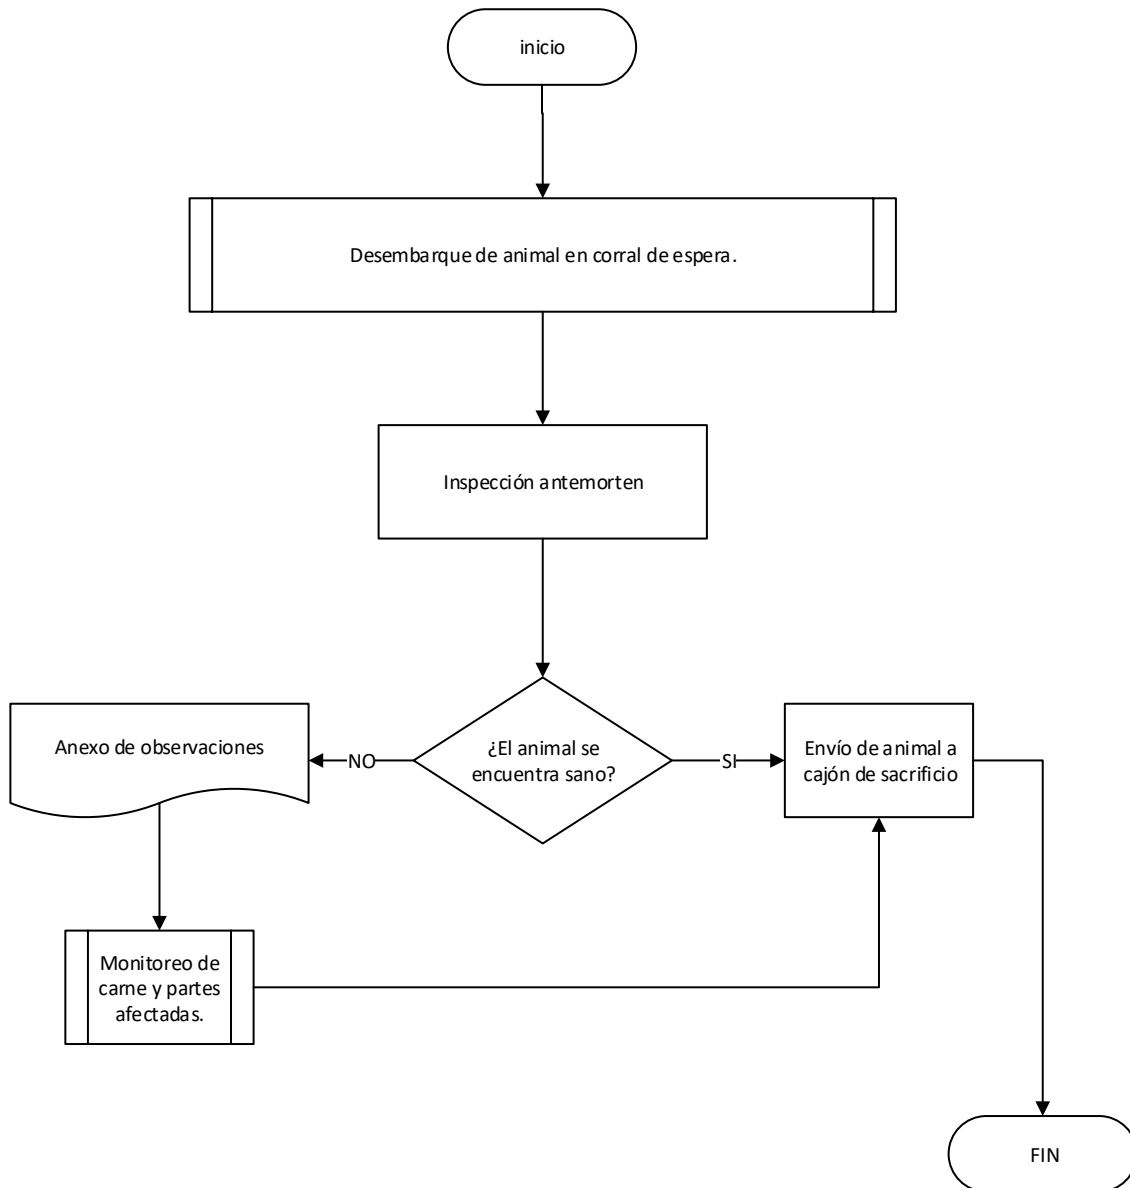 inicio
Desembarque de animal en corral de espera.
Inspección antemorten
¿El animal se
encuentra sano?
NO
SI
Anexo de observaciones
Envío de animal a
cajón de sacrificio
Monitoreo de
carne y partes
afectadas.
FIN